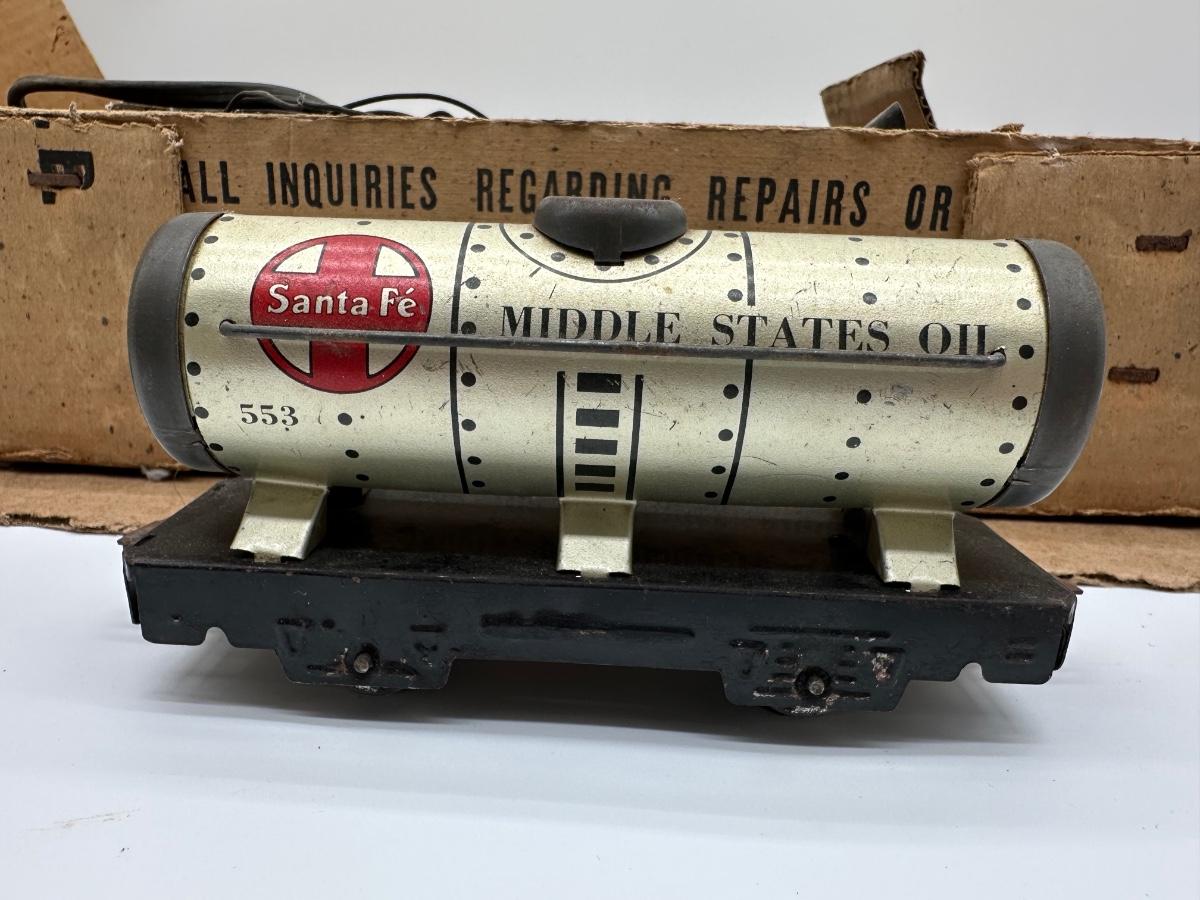 ALL INQUIRIES REGARDING REPAIRS OR
Santa Fé
MIDDLE STATES OIL
553